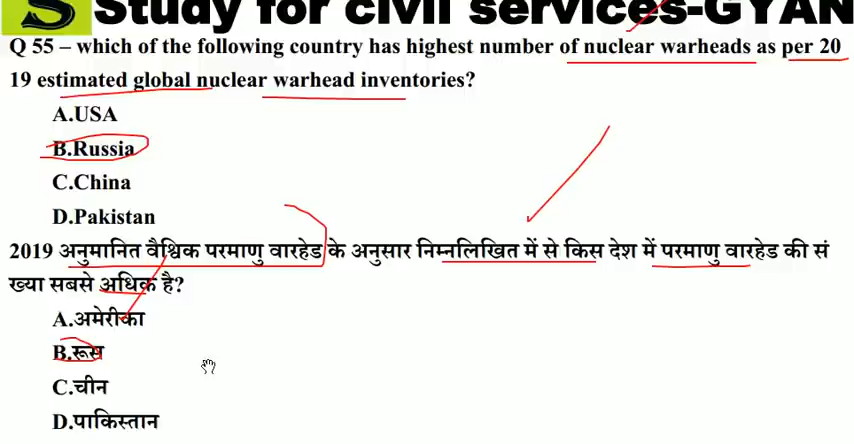 S Study for civil services-GYAN
Q 55 – which of the following country has highest number of nuclear warheads as per 20
19 estimated global nuclear warhead inventories?
A.USA
B.Russia
C.China
D.Pakistan
2019 अनुमानित वैश्विक परमाणु वारहेड के अनुसार निम्नलिखित में से किस देश में परमाणु वारहेड की सं
ख्या सबसे अधिक है?
A.अमेरीका
B.रूस
C.चीन
D.पाकिस्तान